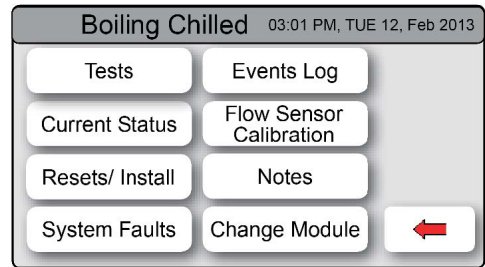 Boiling Chilled 03:01 PM, TUE 12, Feb 2013
Tests
Events Log
Current Status
Flow Sensor
Calibration
Resets/ Install
Notes
System Faults
Change Module